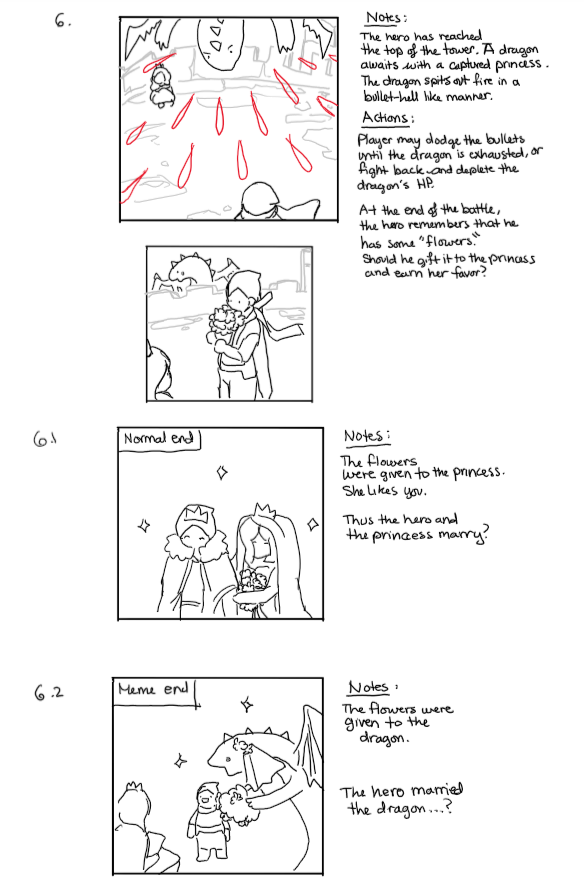 6.
Notes:
The hero has reached
the top of the tower. A dragon
awaits with a captured princess.
The dragon spits out fire in a
bullet-hell like manner.
Actions:
Player may dodge the bullets
until the dragon is exhausted, or
fight back and deplete the
dragon's HP.
At the end of the battle,
the hero remembers that he
has some "flowers."
Should he gift it to the princess
and earn her favor?
6.1
Normal end
Notes:
The flowers
were given to the princess.
She likes you.
Thus the hero and
the princess marry?
6.2
Meme end
Notes:
The flowers were
given to the
dragon.
The hero married
the dragon...?